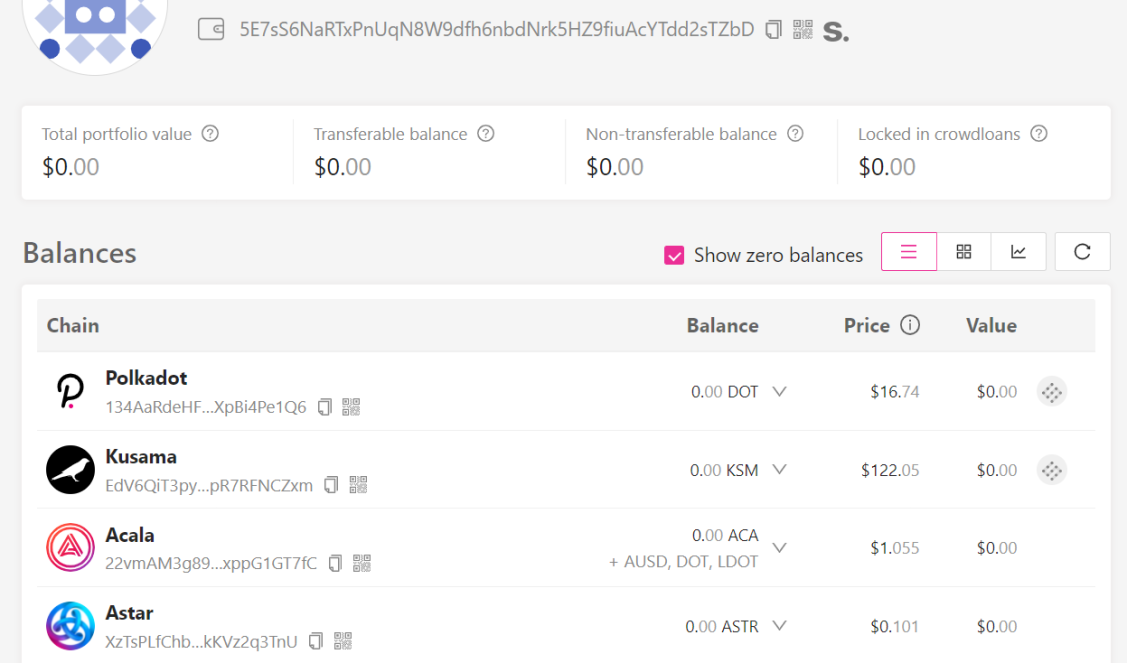 5E7sS6NaRTxPnUqN8W9dfh6nbdNrk5HZ9fiuAcYTdd2sTZbD S.
Total portfolio value
$0.00
Transferable balance
$0.00
Non-transferable balance
$0.00
Locked in crowdloans
$0.00
Balances
Show zero balances
Chain Balance Price Value
Polkadot
134AaRdeHF...XpBi4Pe1Q6
0.00 DOT $16.74 $0.00
Kusama
EdV6QiT3py...pR7RFNCZxm
0.00 KSM $122.05 $0.00
Acala
22vmAM3g89...xppG1GT7fC
0.00 ACA
+ AUSD, DOT, LDOT
$1.055 $0.00
Astar
XzTsPLfChb...kKVz2q3TnU
0.00 ASTR $0.101 $0.00